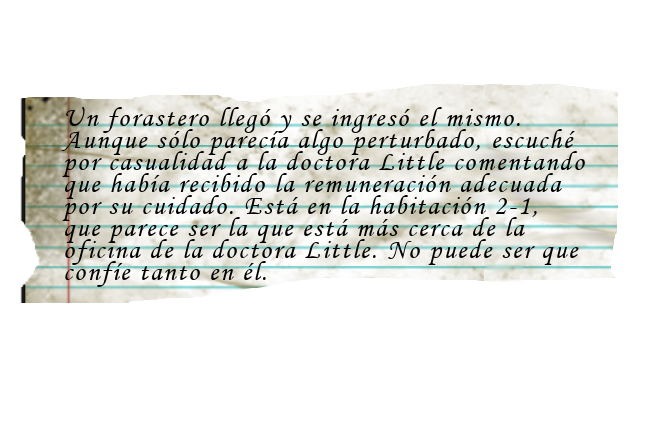 Un forastero llegó y se ingresó el mismo.
Aunque sólo parecía algo perturbado, escuché
por casualidad a la doctora Little comentando
que había recibido la remuneración adecuada
por su cuidado. Está en la habitación 2-1,
que parece ser la que está más cerca de la
oficina de la doctora Little. No puede ser que
confíe tanto en él.